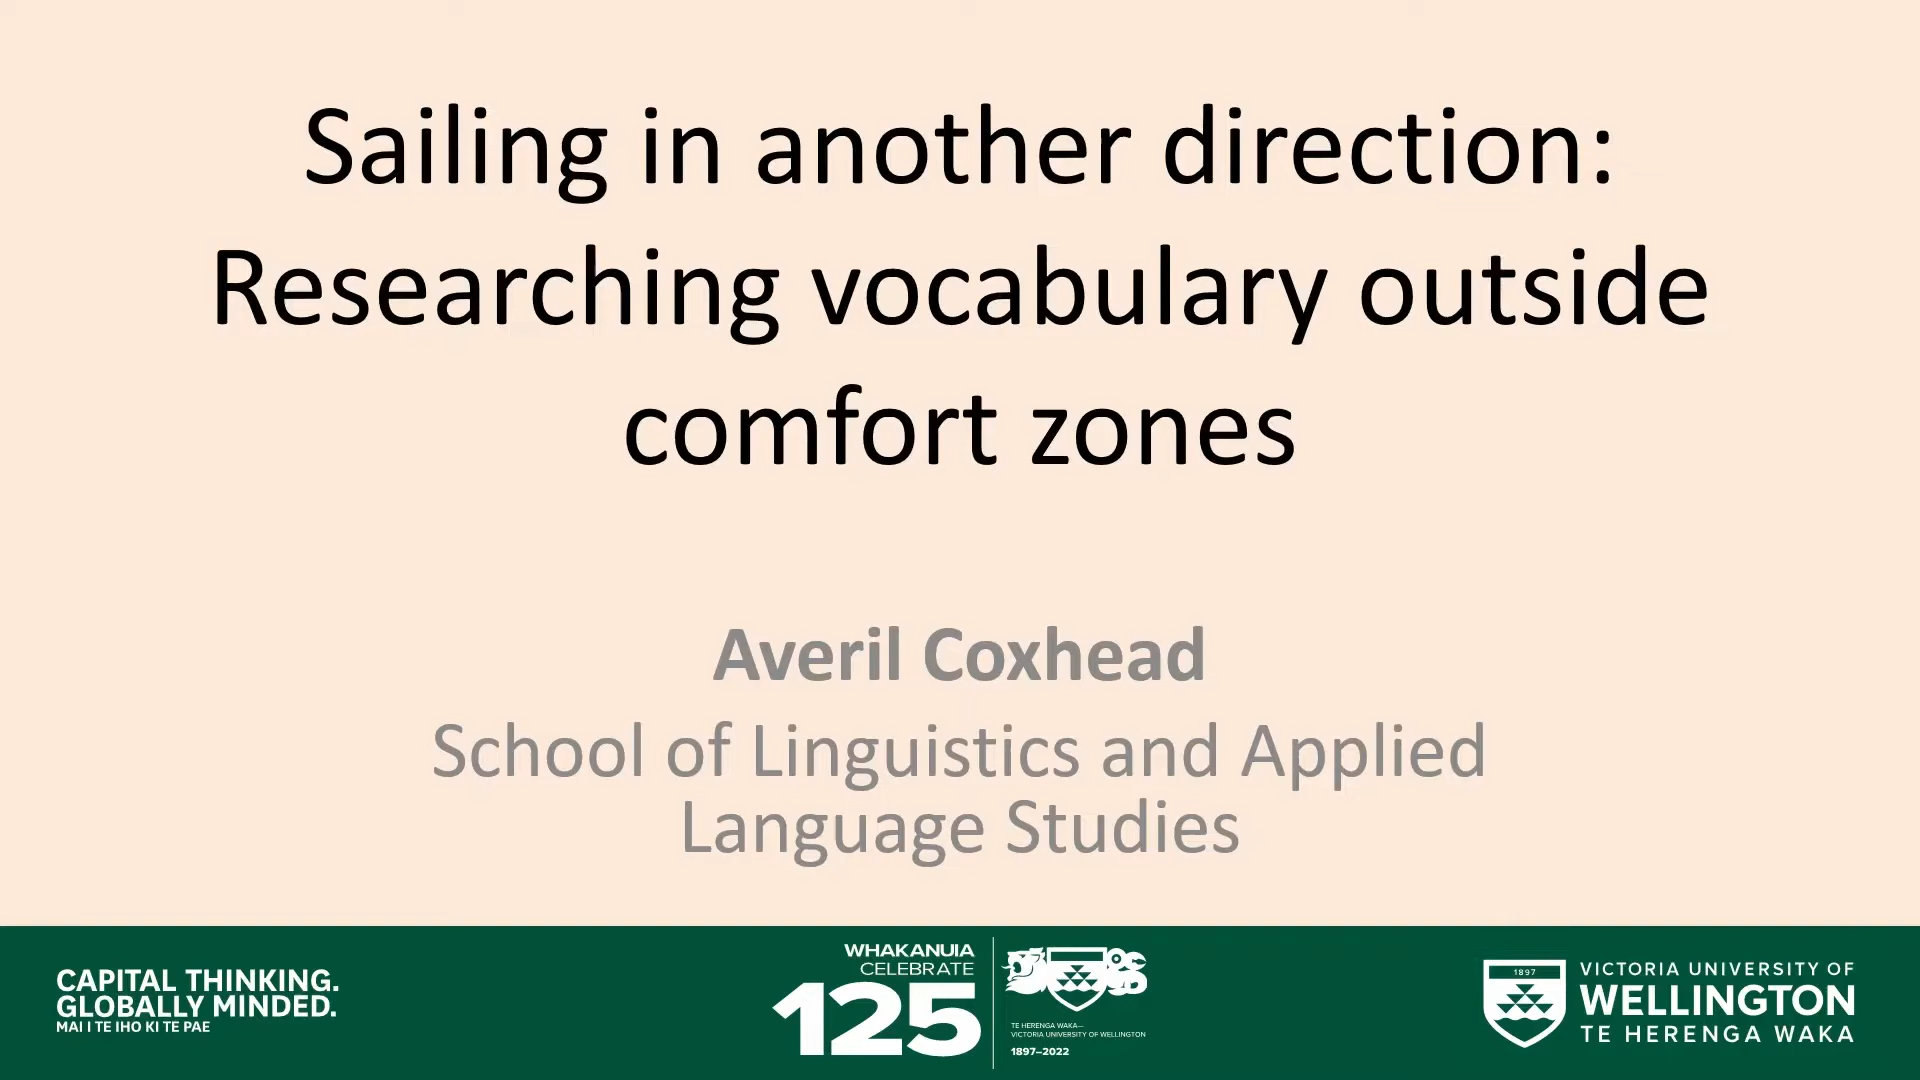 Sailing in another direction:
Researching vocabulary outside
comfort zones
Averil Coxhead
School of Linguistics and Applied
Language Studies
CAPITAL THINKING.
GLOBALLY MINDED.
MAI I TE IHO KI TE PAE
WHAKANUIA
CELEBRATE
125
TE HERENGA WAKA—
VICTORIA UNIVERSITY OF WELLINGTON
1897–2022
1897
VICTORIA UNIVERSITY OF
WELLINGTON
TE HERENGA WAKA